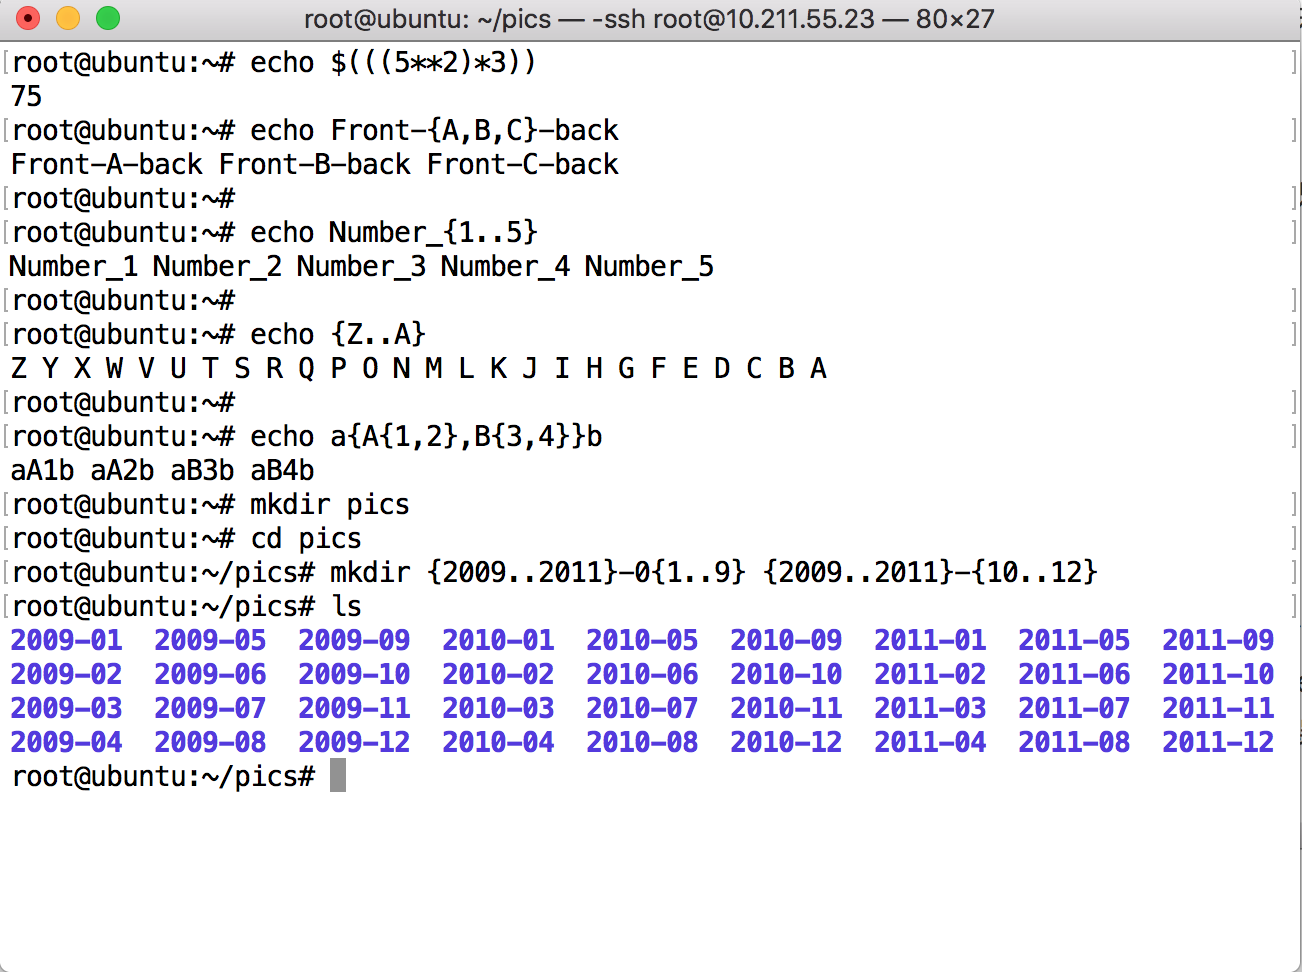 root@ubuntu: ~/pics — -ssh root@10.211.55.23 — 80×27
[root@ubuntu:~# echo $(((5**2)*3)) ]
75
[root@ubuntu:~# echo Front-{A,B,C}-back ]
Front-A-back Front-B-back Front-C-back
[root@ubuntu:~# ]
[root@ubuntu:~# echo Number_{1..5} ]
Number_1 Number_2 Number_3 Number_4 Number_5
[root@ubuntu:~# ]
[root@ubuntu:~# echo {Z..A} ]
Z Y X W V U T S R Q P O N M L K J I H G F E D C B A
[root@ubuntu:~# ]
[root@ubuntu:~# echo a{A{1,2},B{3,4}}b ]
aA1b aA2b aB3b aB4b
[root@ubuntu:~# mkdir pics ]
[root@ubuntu:~# cd pics ]
[root@ubuntu:~/pics# mkdir {2009..2011}-0{1..9} {2009..2011}-{10..12} ]
[root@ubuntu:~/pics# ls ]
2009-01 2009-05 2009-09 2010-01 2010-05 2010-09 2011-01 2011-05 2011-09
2009-02 2009-06 2009-10 2010-02 2010-06 2010-10 2011-02 2011-06 2011-10
2009-03 2009-07 2009-11 2010-03 2010-07 2010-11 2011-03 2011-07 2011-11
2009-04 2009-08 2009-12 2010-04 2010-08 2010-12 2011-04 2011-08 2011-12
root@ubuntu:~/pics#